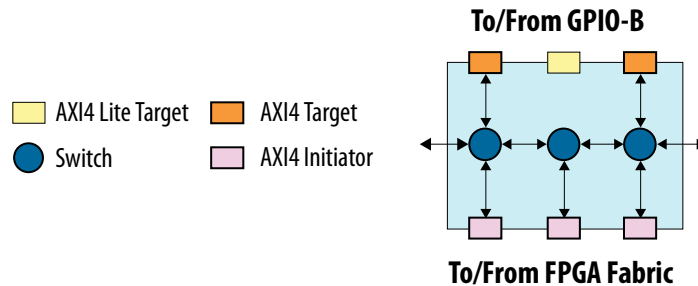 To/From GPIO-B
AXI4 Lite Target
AXI4 Target
Switch
AXI4 Initiator
To/From FPGA Fabric